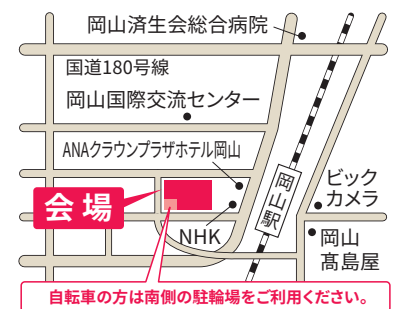 岡山済生会総合病院
国道180号線
岡山国際交流センター
ANAクラウンプラザホテル岡山
会場
NHK
岡山駅
ビック
カメラ
岡山
髙島屋
自転車の方は南側の駐輪場をご利用ください。